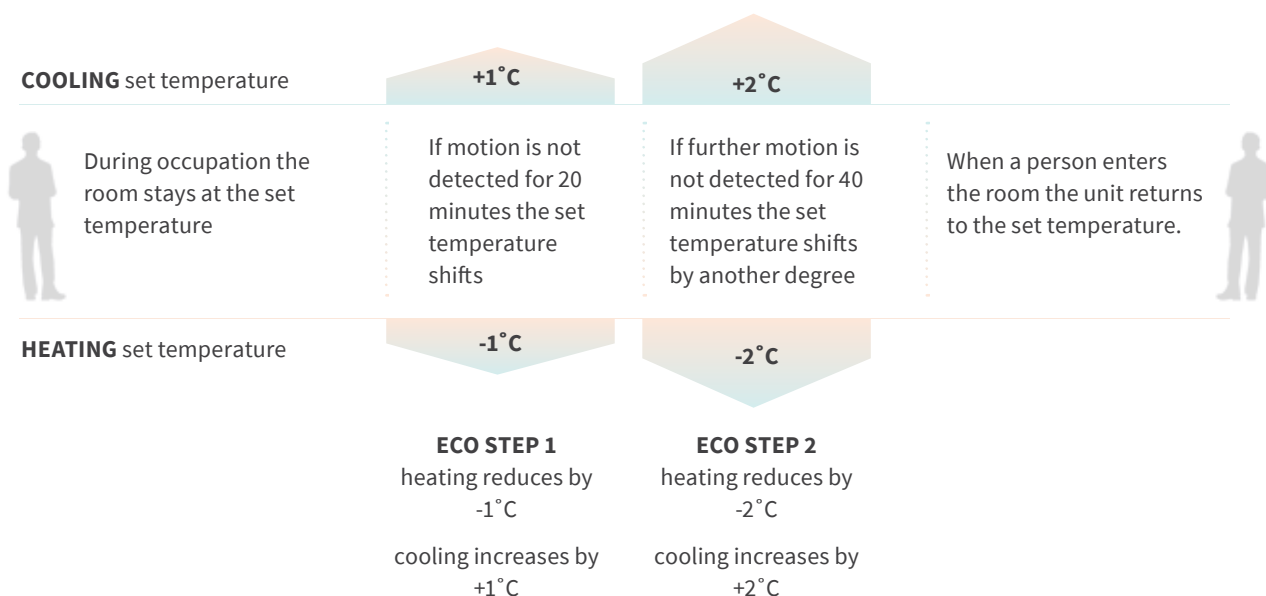 +1˚C
+2˚C
COOLING set temperature
During occupation the
room stays at the set
temperature
If motion is not
detected for 20
minutes the set
temperature
shifts
If further motion is
not detected for 40
minutes the set
temperature shifts
by another degree
When a person enters
the room the unit returns
to the set temperature.
HEATING set temperature
-1˚C
-2˚C
ECO STEP 1
heating reduces by
-1˚C
cooling increases by
+1˚C
ECO STEP 2
heating reduces by
-2˚C
cooling increases by
+2˚C